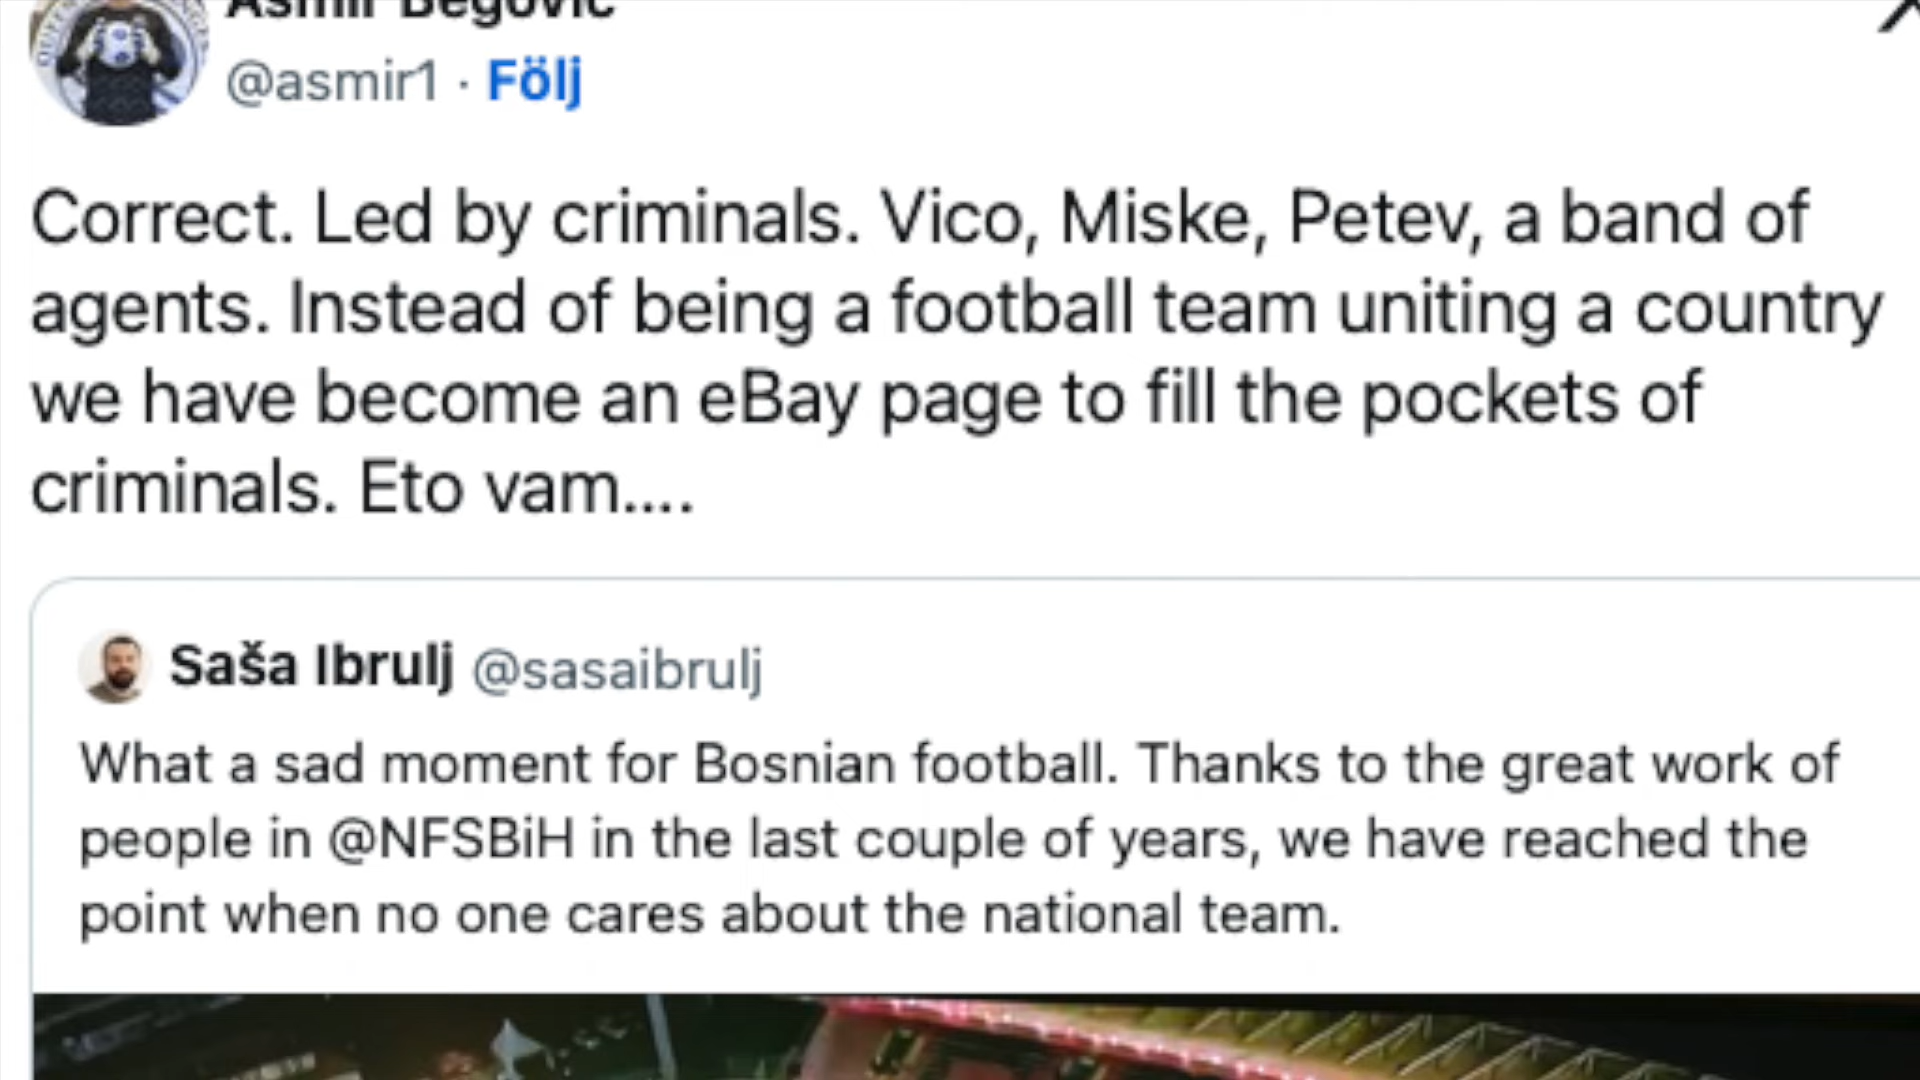 Asmir Begovic
@asmir1 · Följ
Correct. Led by criminals. Vico, Miske, Petev, a band of
agents. Instead of being a football team uniting a country
we have become an eBay page to fill the pockets of
criminals. Eto vam....
Saša Ibrulj @sasaibrulj
What a sad moment for Bosnian football. Thanks to the great work of
people in @NFSBiH in the last couple of years, we have reached the
point when no one cares about the national team.